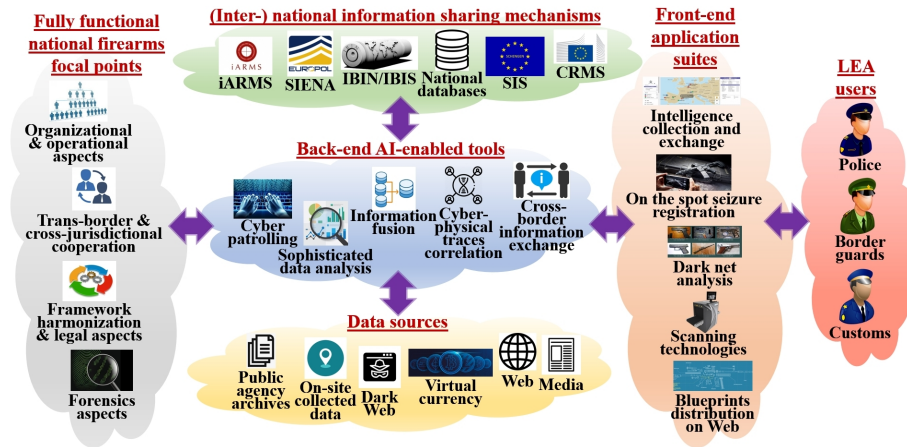 Fully functional
national firearms
focal points
Organizational
& operational
aspects
Trans-border &
cross-jurisdictional
cooperation
Framework
harmonization
& legal aspects
Forensics
aspects
(Inter-) national information sharing mechanisms
iARMS
EUROPOL
SCHENGEN
CRMS
iARMS
SIENA
IBIN/IBIS
National
databases
SIS
CRMS
Back-end AI-enabled tools
Cyber
patrolling
Sophisticated
data analysis
Information
fusion
Cyber-
physical
traces
correlation
Cross-
border
information
exchange
Data sources
Public
agency
archives
On-site
collected
data
Dark
Web
Virtual
currency
Web
Media
Front-end
application
suites
Intelligence
collection and
exchange
On the spot seizure
registration
Dark net
analysis
Scanning
technologies
Blueprints
distribution
on Web
LEA
users
Police
Border
guards
Customs